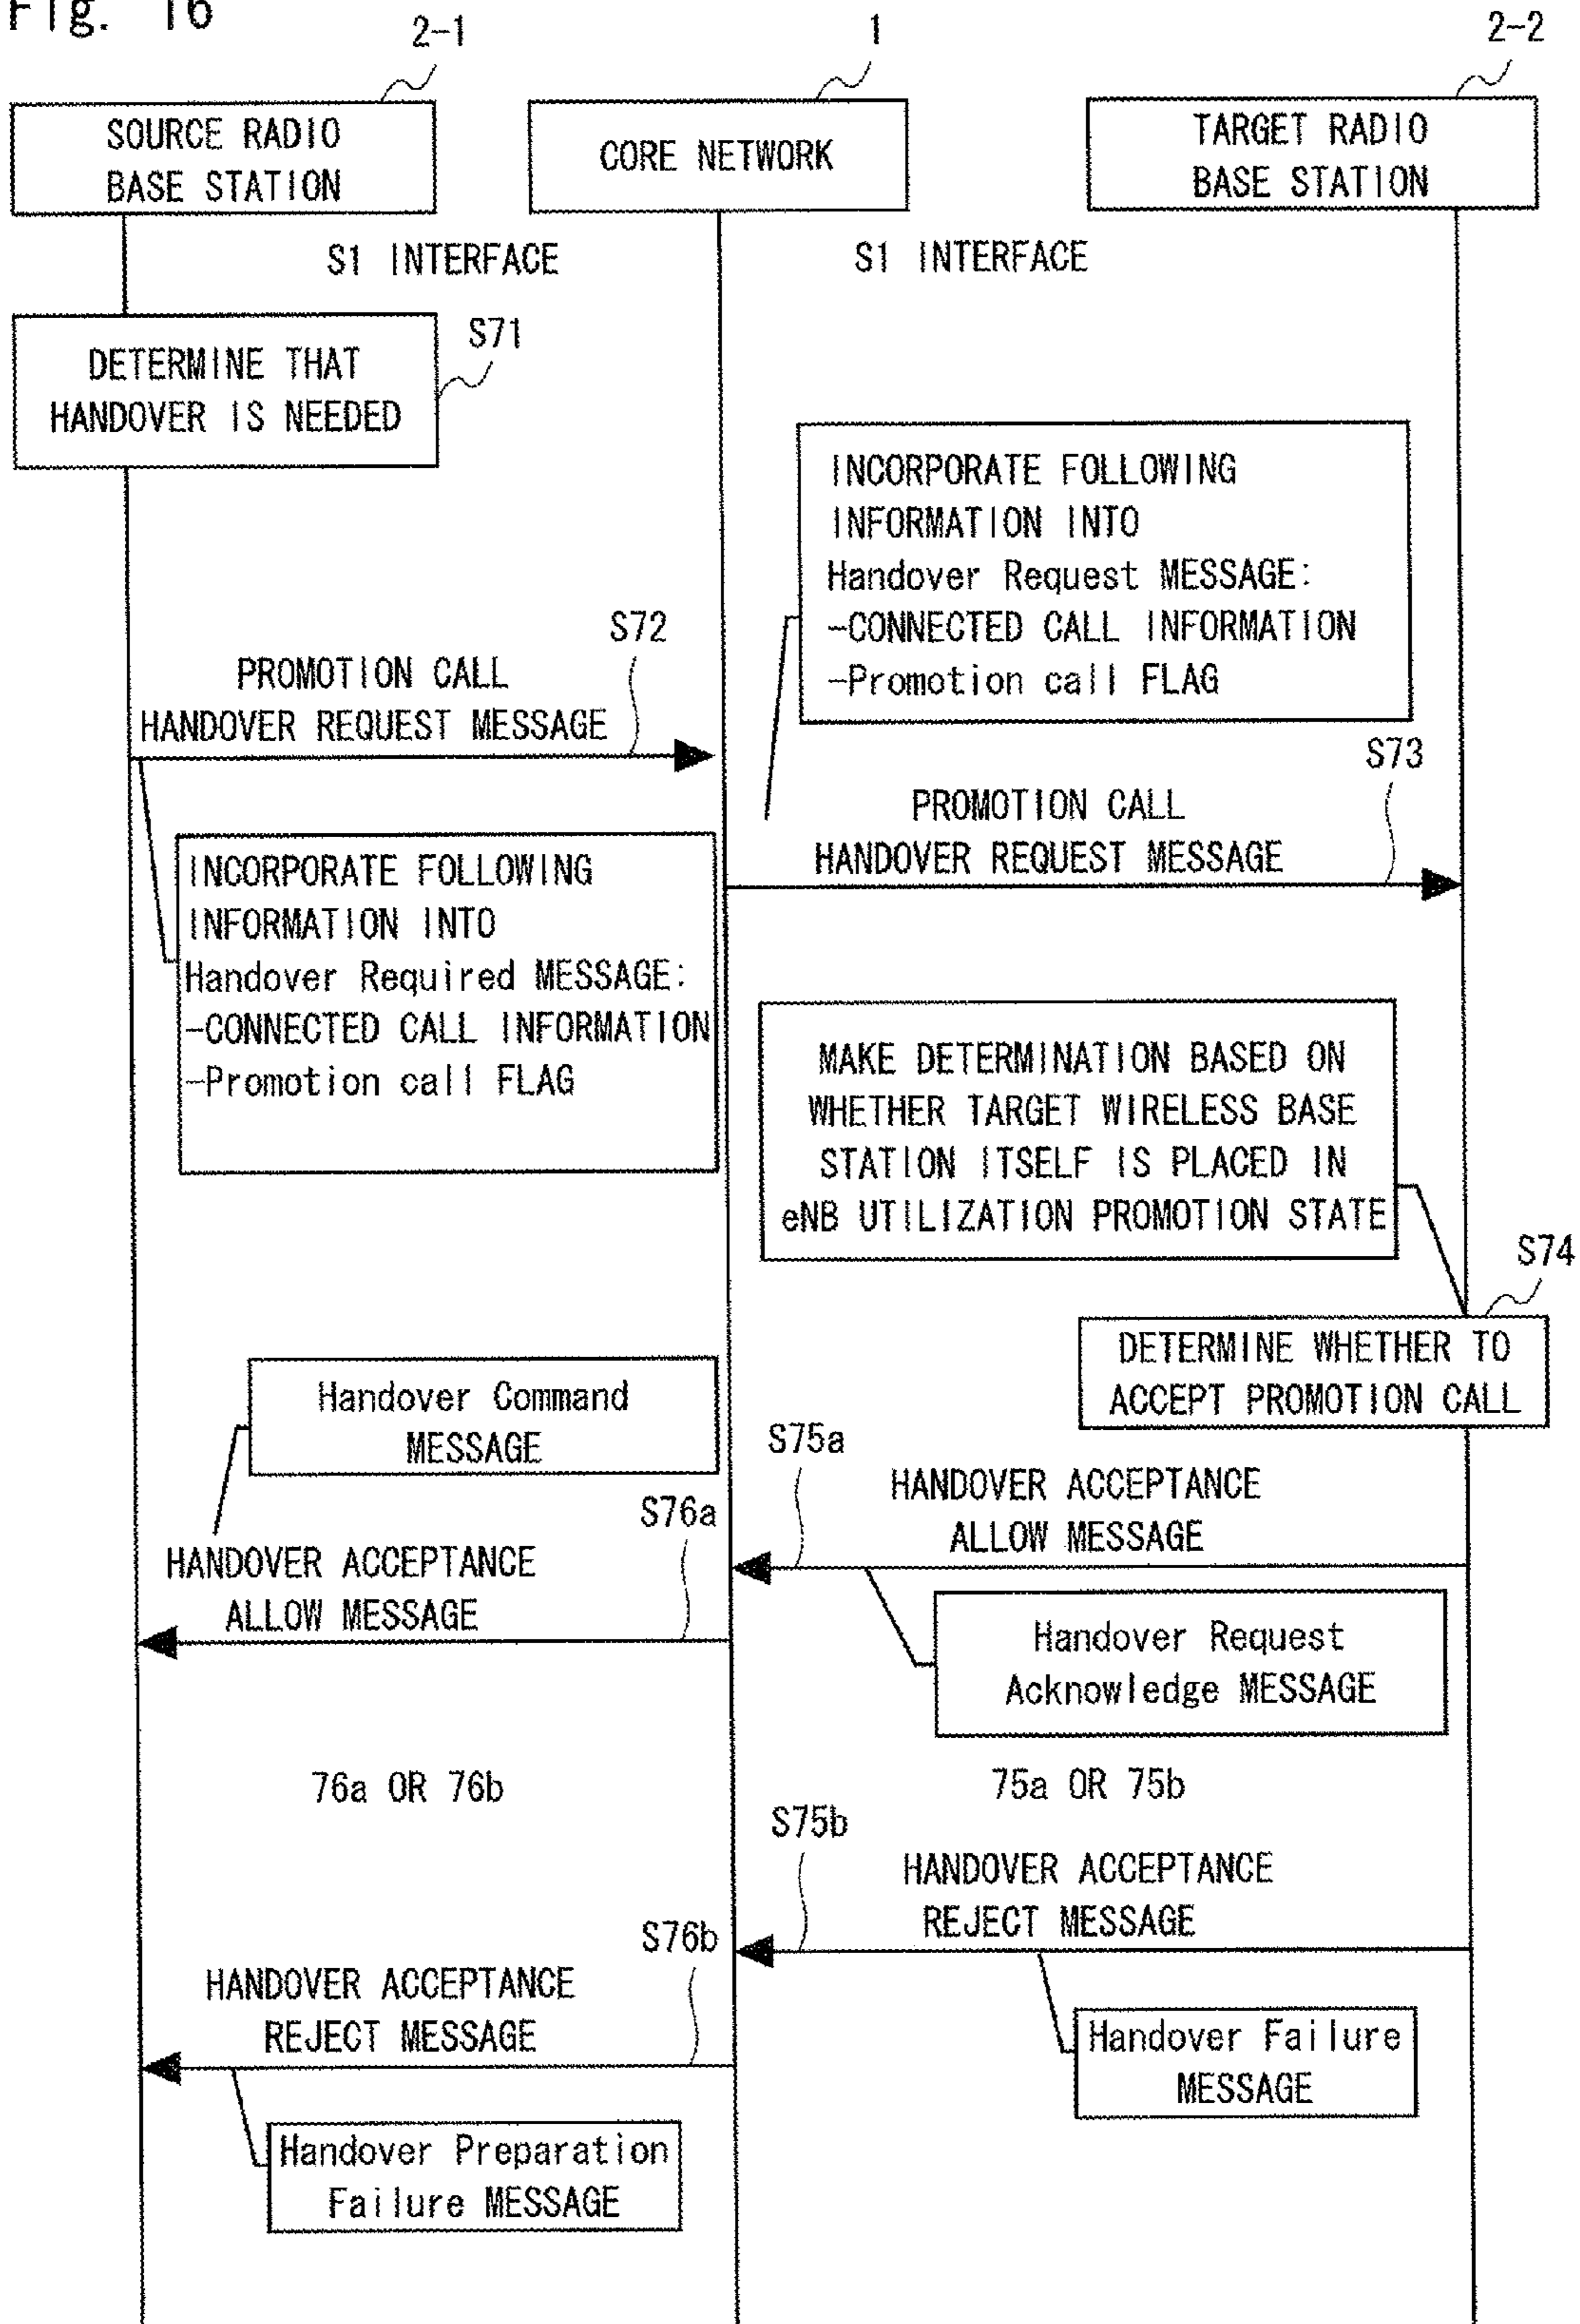 Fig. 16
2-1
1
2-2
SOURCE RADIO
BASE STATION
CORE NETWORK
TARGET RADIO
BASE STATION
S1 INTERFACE
S1 INTERFACE
DETERMINE THAT
HANDOVER IS NEEDED
S71
INCORPORATE FOLLOWING
INFORMATION INTO
Handover Request MESSAGE:
-CONNECTED CALL INFORMATION
-Promotion call FLAG
S72
PROMOTION CALL
HANDOVER REQUEST MESSAGE
S73
PROMOTION CALL
HANDOVER REQUEST MESSAGE
INCORPORATE FOLLOWING
INFORMATION INTO
Handover Required MESSAGE:
-CONNECTED CALL INFORMATION
-Promotion call FLAG
MAKE DETERMINATION BASED ON
WHETHER TARGET WIRELESS BASE
STATION ITSELF IS PLACED IN
eNB UTILIZATION PROMOTION STATE
S74
DETERMINE WHETHER TO
ACCEPT PROMOTION CALL
Handover Command
MESSAGE
S75a
HANDOVER ACCEPTANCE
ALLOW MESSAGE
S76a
HANDOVER ACCEPTANCE
ALLOW MESSAGE
Handover Request
Acknowledge MESSAGE
76a OR 76b
75a OR 75b
S75b
HANDOVER ACCEPTANCE
REJECT MESSAGE
S76b
HANDOVER ACCEPTANCE
REJECT MESSAGE
Handover Failure
MESSAGE
Handover Preparation
Failure MESSAGE